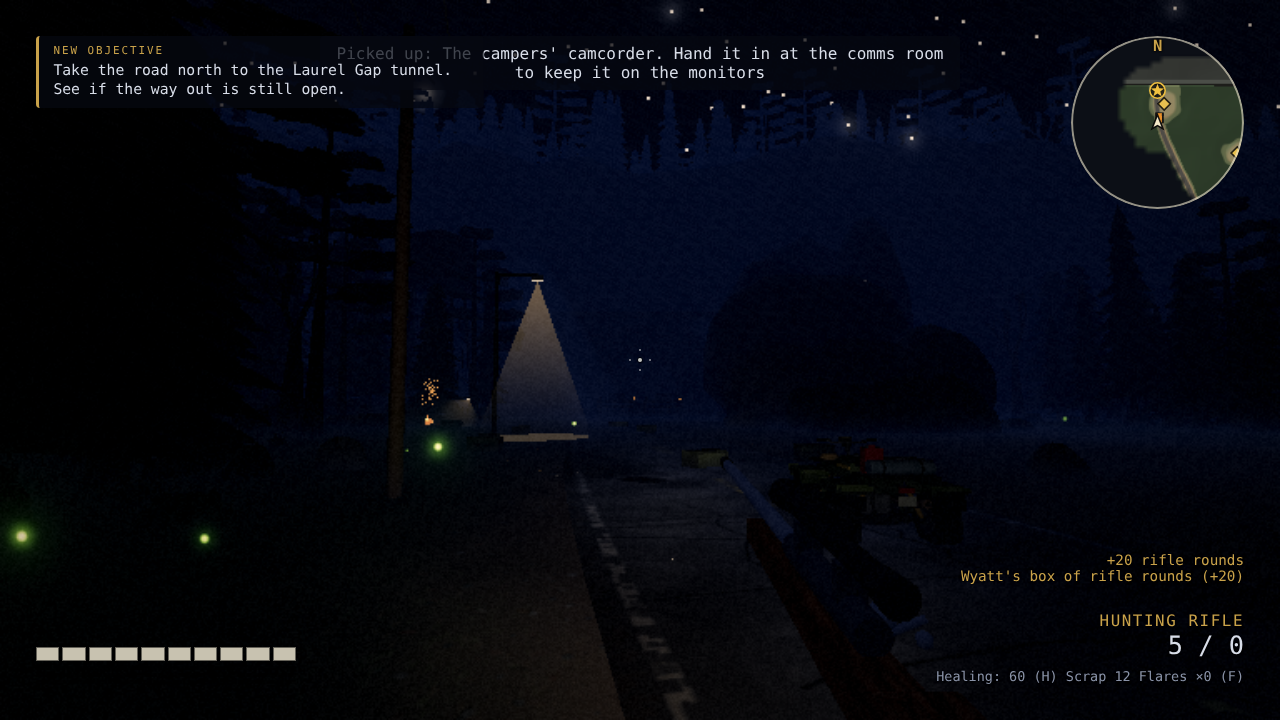 NEW OBJECTIVE
Take the road north to the Laurel Gap tunnel.
See if the way out is still open.
Picked up: The campers' camcorder. Hand it in at the comms room
to keep it on the monitors
N
+20 rifle rounds
Wyatt's box of rifle rounds (+20)
HUNTING RIFLE
5 / 0
Healing: 60 (H) Scrap 12 Flares ×0 (F)